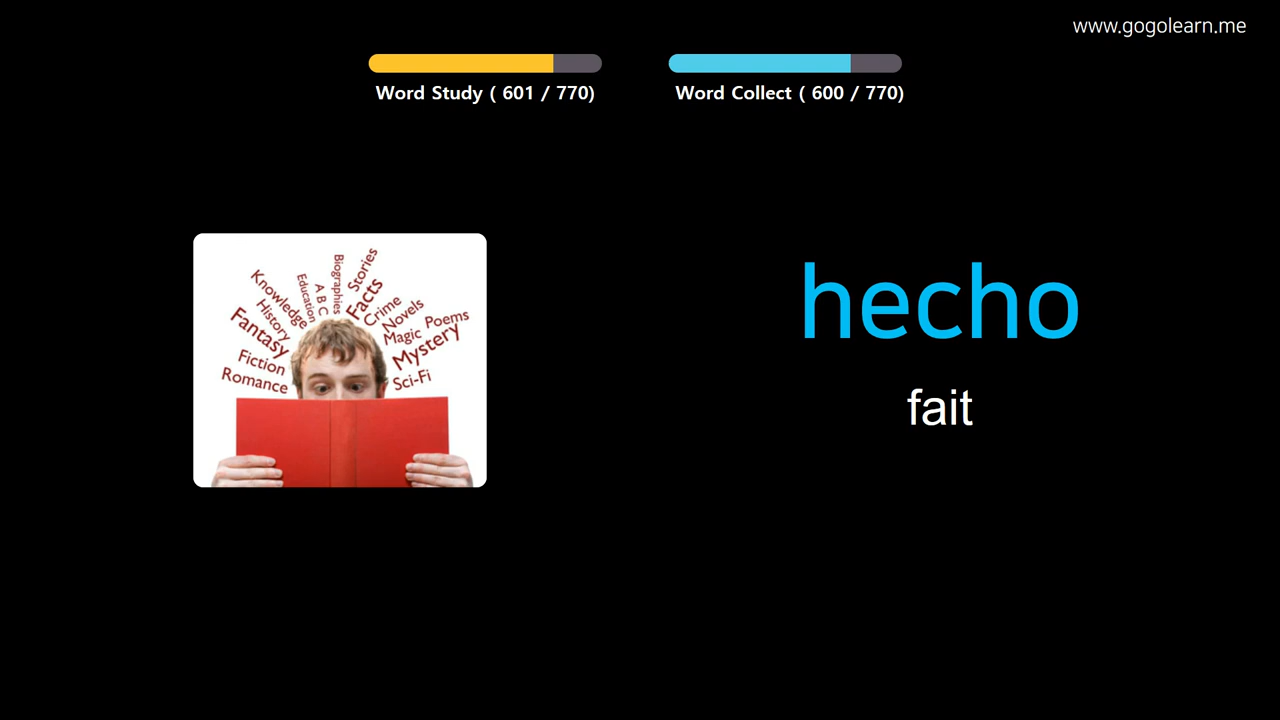 www.gogolearn.me
Word Study ( 601 / 770)
Word Collect ( 600 / 770)
Stories
Biographies
Facts
A B C
Education
Knowledge
Crime
History
Novels
Fantasy
Magic
Poems
Mystery
Fiction
Romance
Sci-Fi
hecho
fait